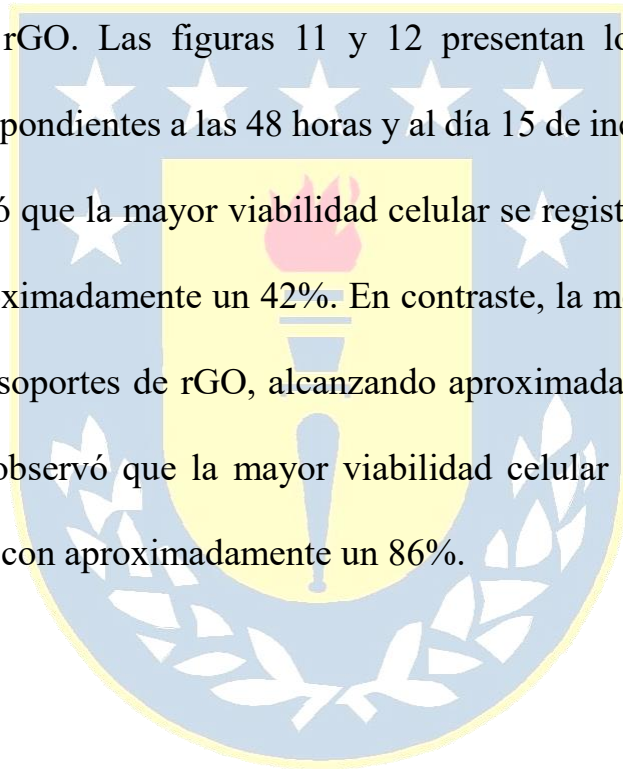 rGO. Las figuras 11 y 12 presentan lo
pondientes a las 48 horas y al día 15 de inc
ó que la mayor viabilidad celular se regist
oximadamente un 42%. En contraste, la m
soportes de rGO, alcanzando aproximada
observó que la mayor viabilidad celular
con aproximadamente un 86%.